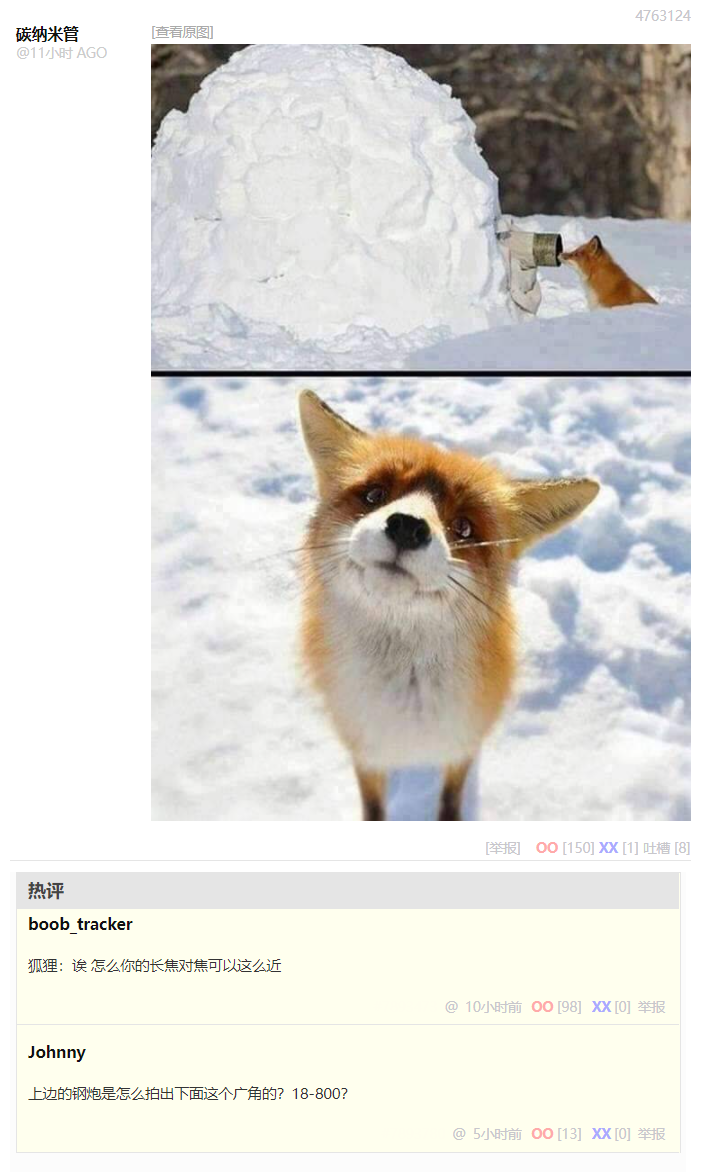 4763124
碳纳米管
@11小时 AGO
[查看原图]
[举报] OO [150] XX [1] 吐槽 [8]
热评
boob_tracker
狐狸：诶 怎么你的长焦对焦可以这么近
@ 10小时前 OO [98] XX [0] 举报
Johnny
上边的钢炮是怎么拍出下面这个广角的？18-800？
@ 5小时前 OO [13] XX [0] 举报